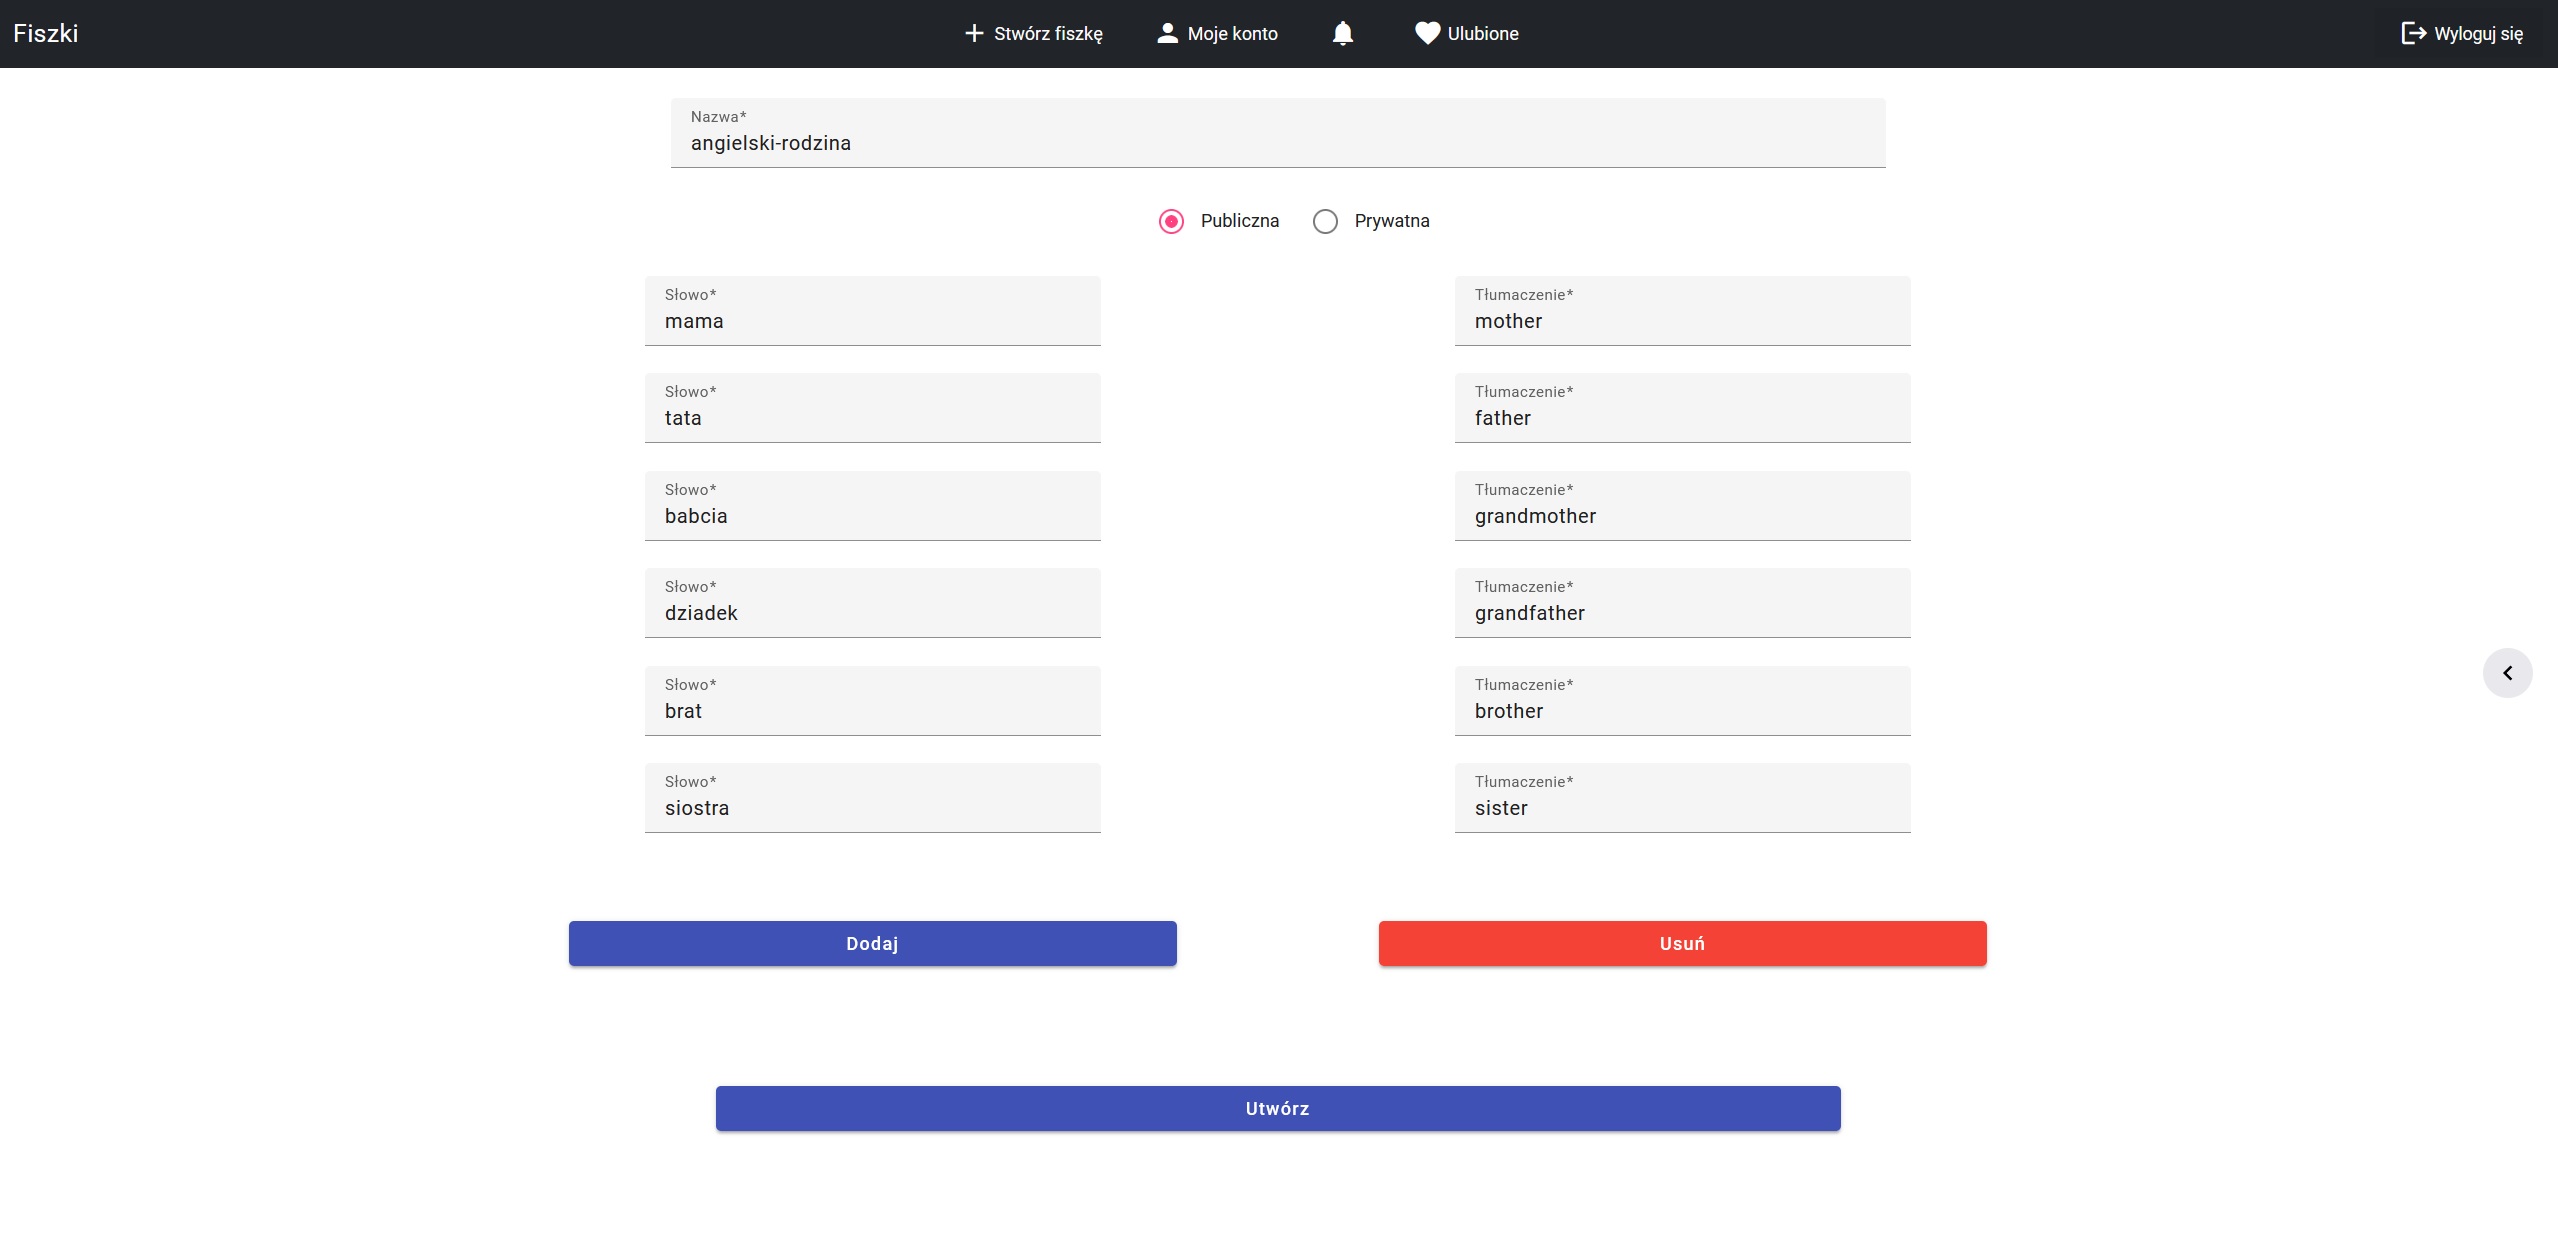 Fiszki
Stwórz fiszkę
Moje konto
Ulubione
Wyloguj się
Nazwa*
angielski-rodzina
Publiczna
Prywatna
Słowo*
mama
Tłumaczenie*
mother
Słowo*
tata
Tłumaczenie*
father
Słowo*
babcia
Tłumaczenie*
grandmother
Słowo*
dziadek
Tłumaczenie*
grandfather
Słowo*
brat
Tłumaczenie*
brother
Słowo*
siostra
Tłumaczenie*
sister
Dodaj
Usuń
Utwórz